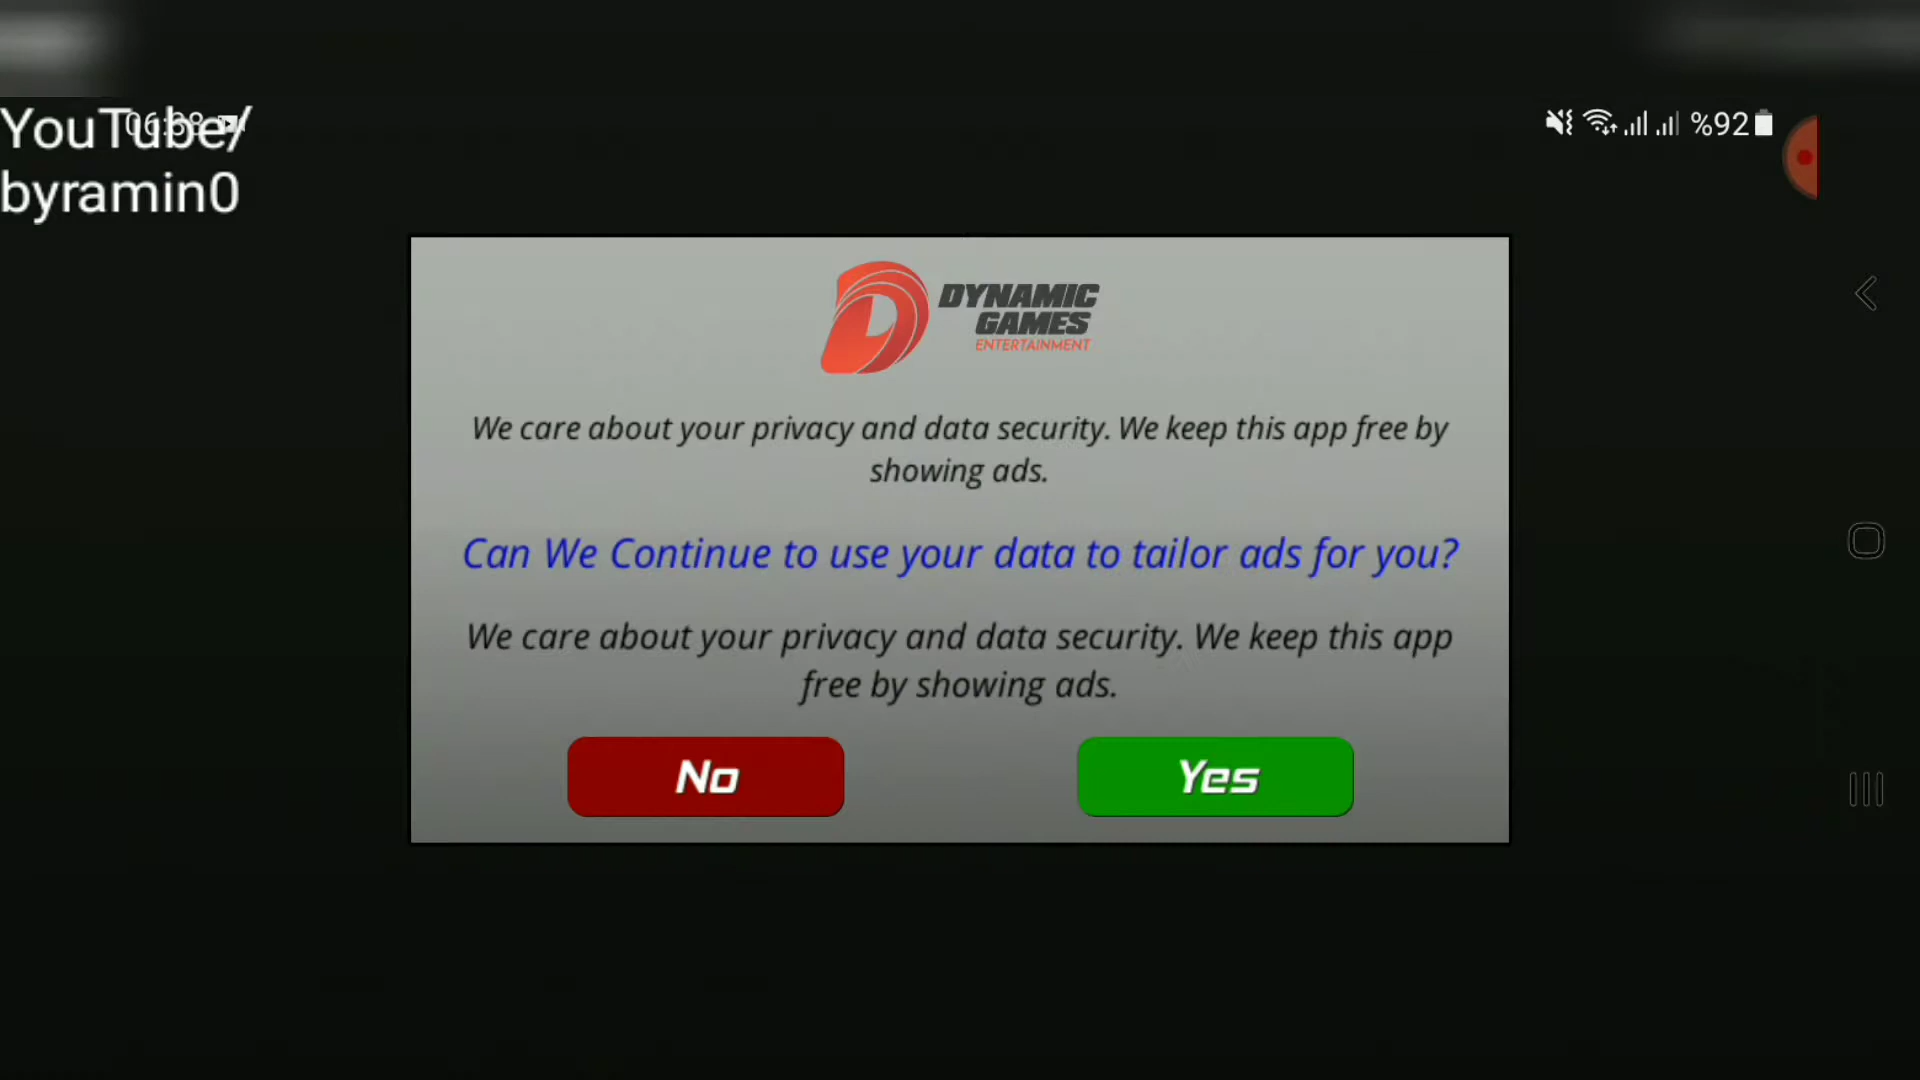 YouTube/
byramin0
%92
DYNAMIC
GAMES
ENTERTAINMENT
We care about your privacy and data security. We keep this app free by
showing ads.
Can We Continue to use your data to tailor ads for you?
We care about your privacy and data security. We keep this app
free by showing ads.
No
Yes